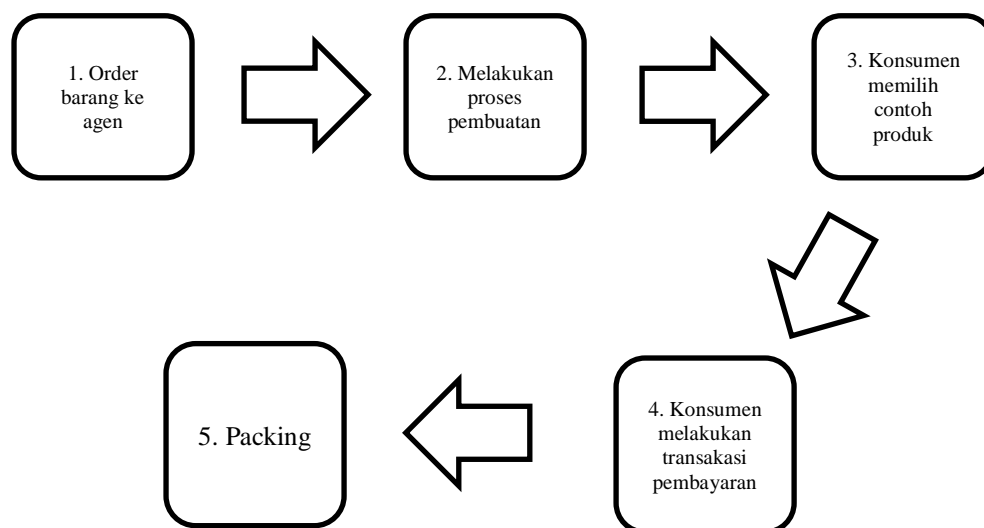 1. Order
barang ke
agen
2. Melakukan
proses
pembuatan
3. Konsumen
memilih
contoh
produk
4. Konsumen
melakukan
transakasi
pembayaran
5. Packing